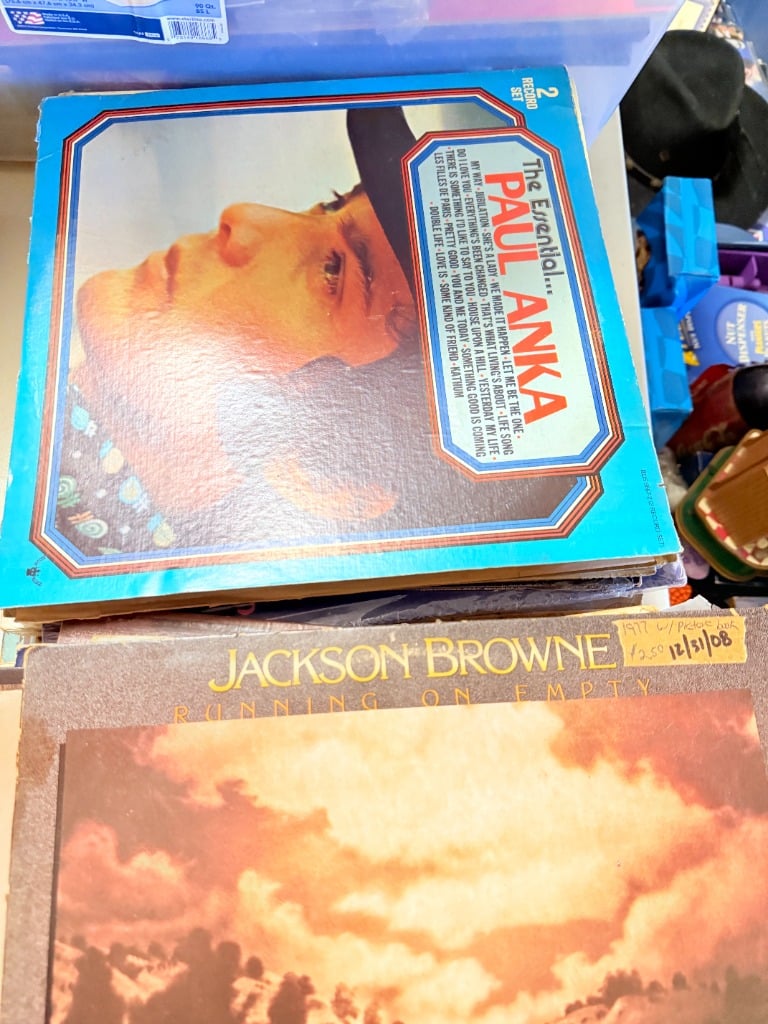 90 Qt.
85 L
2
RECORD
SET
The Essential...
PAUL ANKA
MY WAY • JUBILATION • SHE'S A LADY • WE MADE IT HAPPEN • LET ME BE THE ONE •
DO I LOVE YOU • EVERYTHING'S BEEN CHANGED • THAT'S WHAT LIVING'S ABOUT • LIFE SONG
• THERE IS SOMETHING I'D LIKE TO SAY TO YOU • HOUSE UPON A HILL • YESTERDAY MY LIFE •
LES FILLES DE PARIS • PRETTY GOOD • YOU AND ME TODAY • SOMETHING GOOD IS COMING
• DOUBLE LIFE • LOVE IS • SOME KIND OF FRIEND • KATHUM
JACKSON BROWNE
RUNNING ON EMPTY
1977 w/ picture book
$2.50 12/31/08